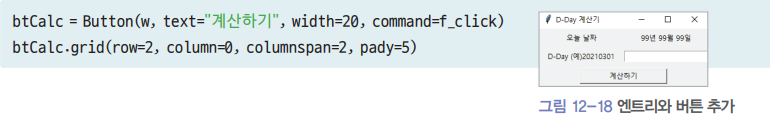 btCalc = Button(w, text="계산하기", width=20, command=f_click)
btCalc.grid(row=2, column=0, columnspan=2, pady=5)
D-Day 계산기
오늘 날짜 99년 99월 99일
D-Day (예)20210301
계산하기
그림 12-18 엔트리와 버튼 추가